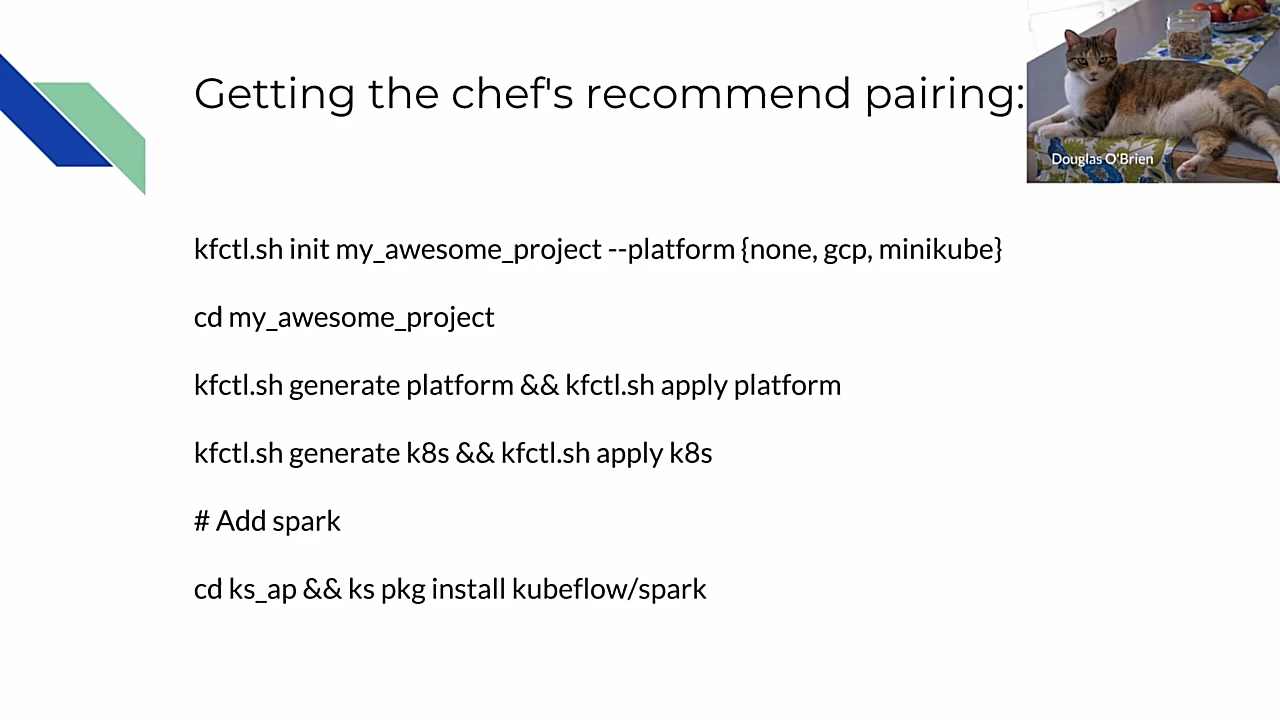 Getting the chef's recommend pairing:
Douglas O'Brien
kfctl.sh init my_awesome_project --platform {none, gcp, minikube}
cd my_awesome_project
kfctl.sh generate platform && kfctl.sh apply platform
kfctl.sh generate k8s && kfctl.sh apply k8s
# Add spark
cd ks_ap && ks pkg install kubeflow/spark